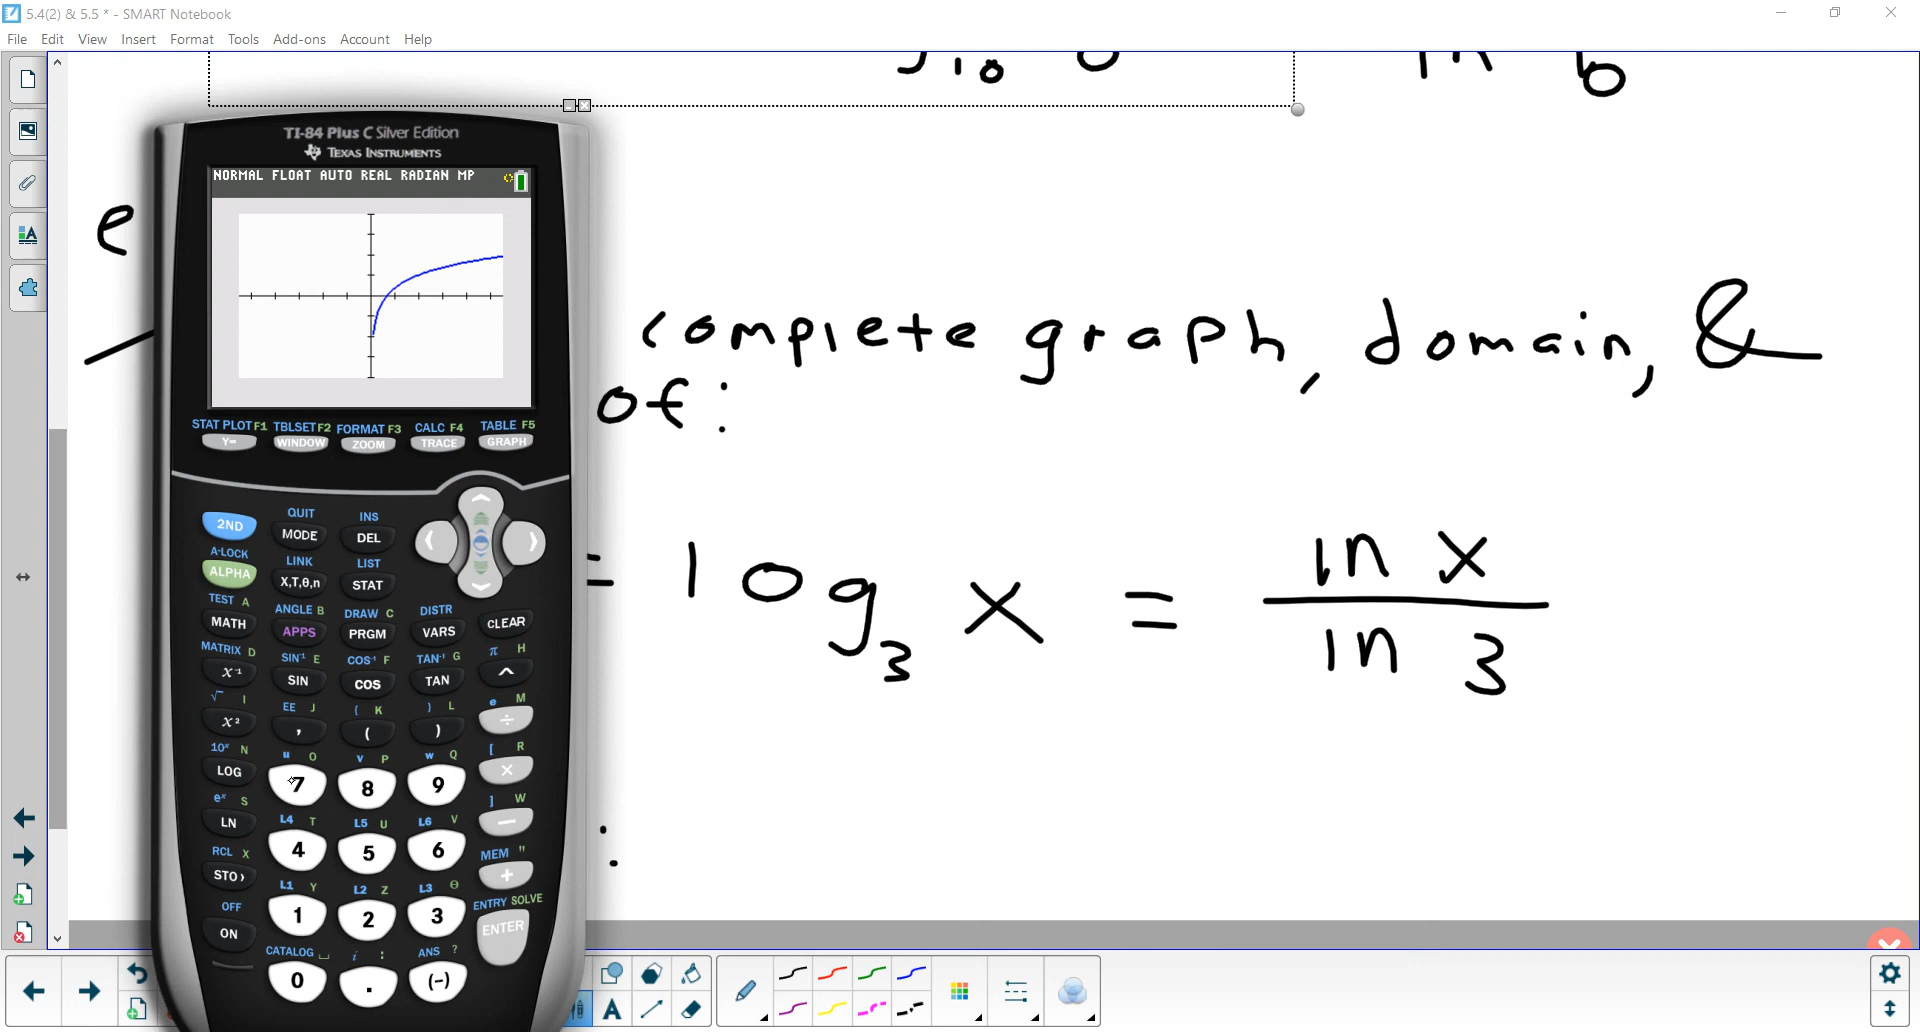 5.4(2) & 5.5 * - SMART Notebook
File Edit View Insert Format Tools Add-ons Account Help
e
complete graph, domain, &
of:
= log₃ x = ln x / ln 3
TI-84 Plus C Silver Edition
TEXAS INSTRUMENTS
NORMAL FLOAT AUTO REAL RADIAN MP
STAT PLOT F1 TBLSET F2 FORMAT F3 CALC F4 TABLE F5
Y= WINDOW ZOOM TRACE GRAPH
QUIT INS
2ND MODE DEL
A-LOCK LINK LIST
ALPHA X,T,θ,n STAT
TEST A ANGLE B DRAW C DISTR
MATH APPS PRGM VARS CLEAR
MATRIX D SIN⁻¹ E COS⁻¹ F TAN⁻¹ G π H
X⁻¹ SIN COS TAN ^
√ I EE J { K } L e M
X² , ( ) ÷
10ˣ N u O v P w Q [ R
LOG 7 8 9 ×
eˣ S L4 T L5 U L6 V ] W
LN 4 5 6 −
RCL X L1 Y L2 Z L3 θ MEM "
STO› 1 2 3 +
OFF CATALOG i : ANS ? ENTRY SOLVE
ON 0 . (−) ENTER